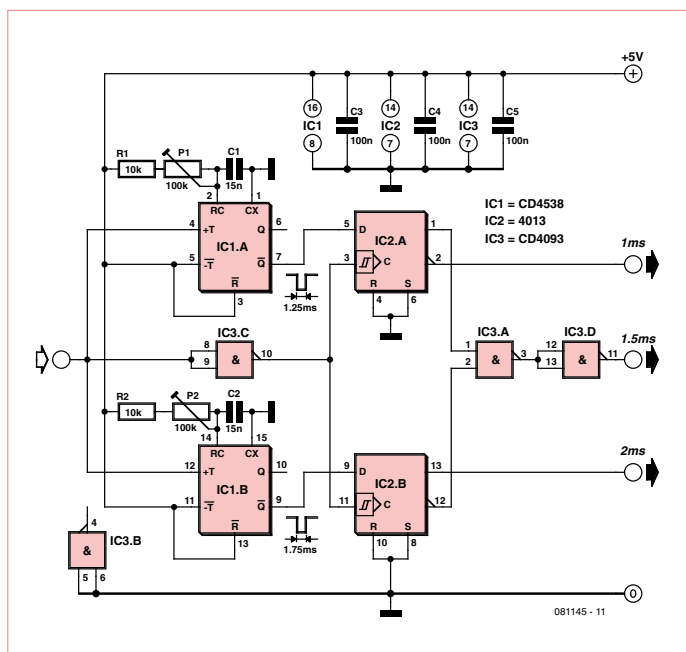 +5V
+
16 14 14
C3 C4 C5
IC1 IC2 IC3
100n 100n 100n
8 7 7
R1 P1 C1
10k 15n
100k
2 1
RC CX
IC1 = CD4538
IC2 = 4013
IC3 = CD4093
4 +T Q 6
IC1.A
5 -T Q 7
R
3
1.25ms
5 D 1
IC2.A
3 C 2
R S
4 6
1ms
IC3.C
8
9 & 10
IC3.A IC3.D
1
2 & 3
12
13 & 11
1.5ms
R2 P2 C2
10k 15n
100k
14 15
RC CX
12 +T Q 10
IC1.B
11 -T Q 9
R
13
1.75ms
9 D 13
IC2.B
11 C 12
R S
10 8
2ms
4
IC3.B
&
5 6
0
081145 - 11